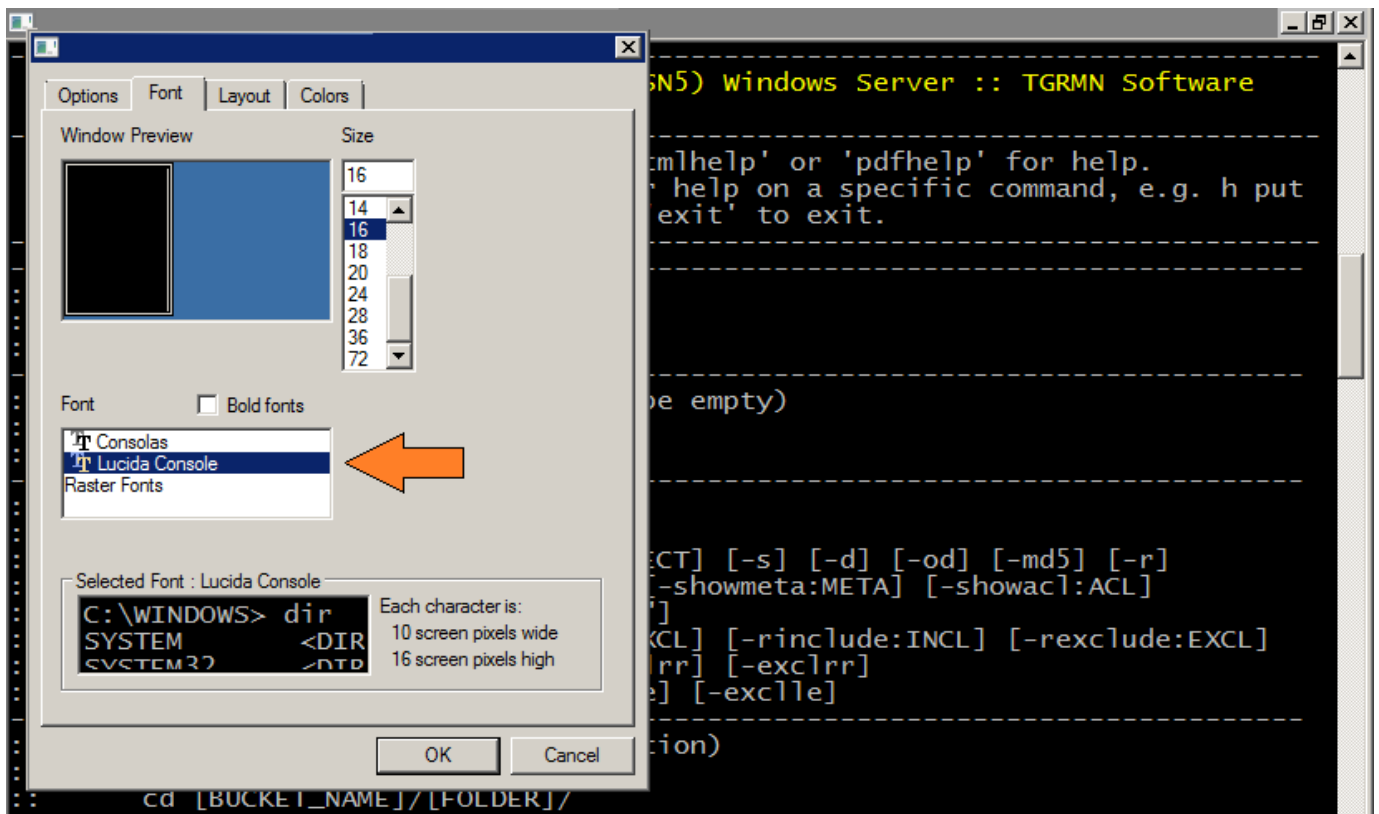 Options Font Layout Colors
Window Preview
Size
16
14
16
18
20
24
28
36
72
Font
Bold fonts
Consolas
Lucida Console
Raster Fonts
Selected Font : Lucida Console
C:\WINDOWS> dir
SYSTEM <DIR
SYSTEM32 <DIR
Each character is:
10 screen pixels wide
16 screen pixels high
OK Cancel
SN5) Windows Server :: TGRMN Software
mlhelp' or 'pdfhelp' for help.
help on a specific command, e.g. h put
exit' to exit.
be empty)
ECT] [-s] [-d] [-od] [-md5] [-r]
[-showmeta:META] [-showacl:ACL]
"]
XCL] [-rinclude:INCL] [-rexclude:EXCL]
rr] [-exclrr]
e] [-exclle]
tion)
:: cd [BUCKET_NAME]/[FOLDER]/